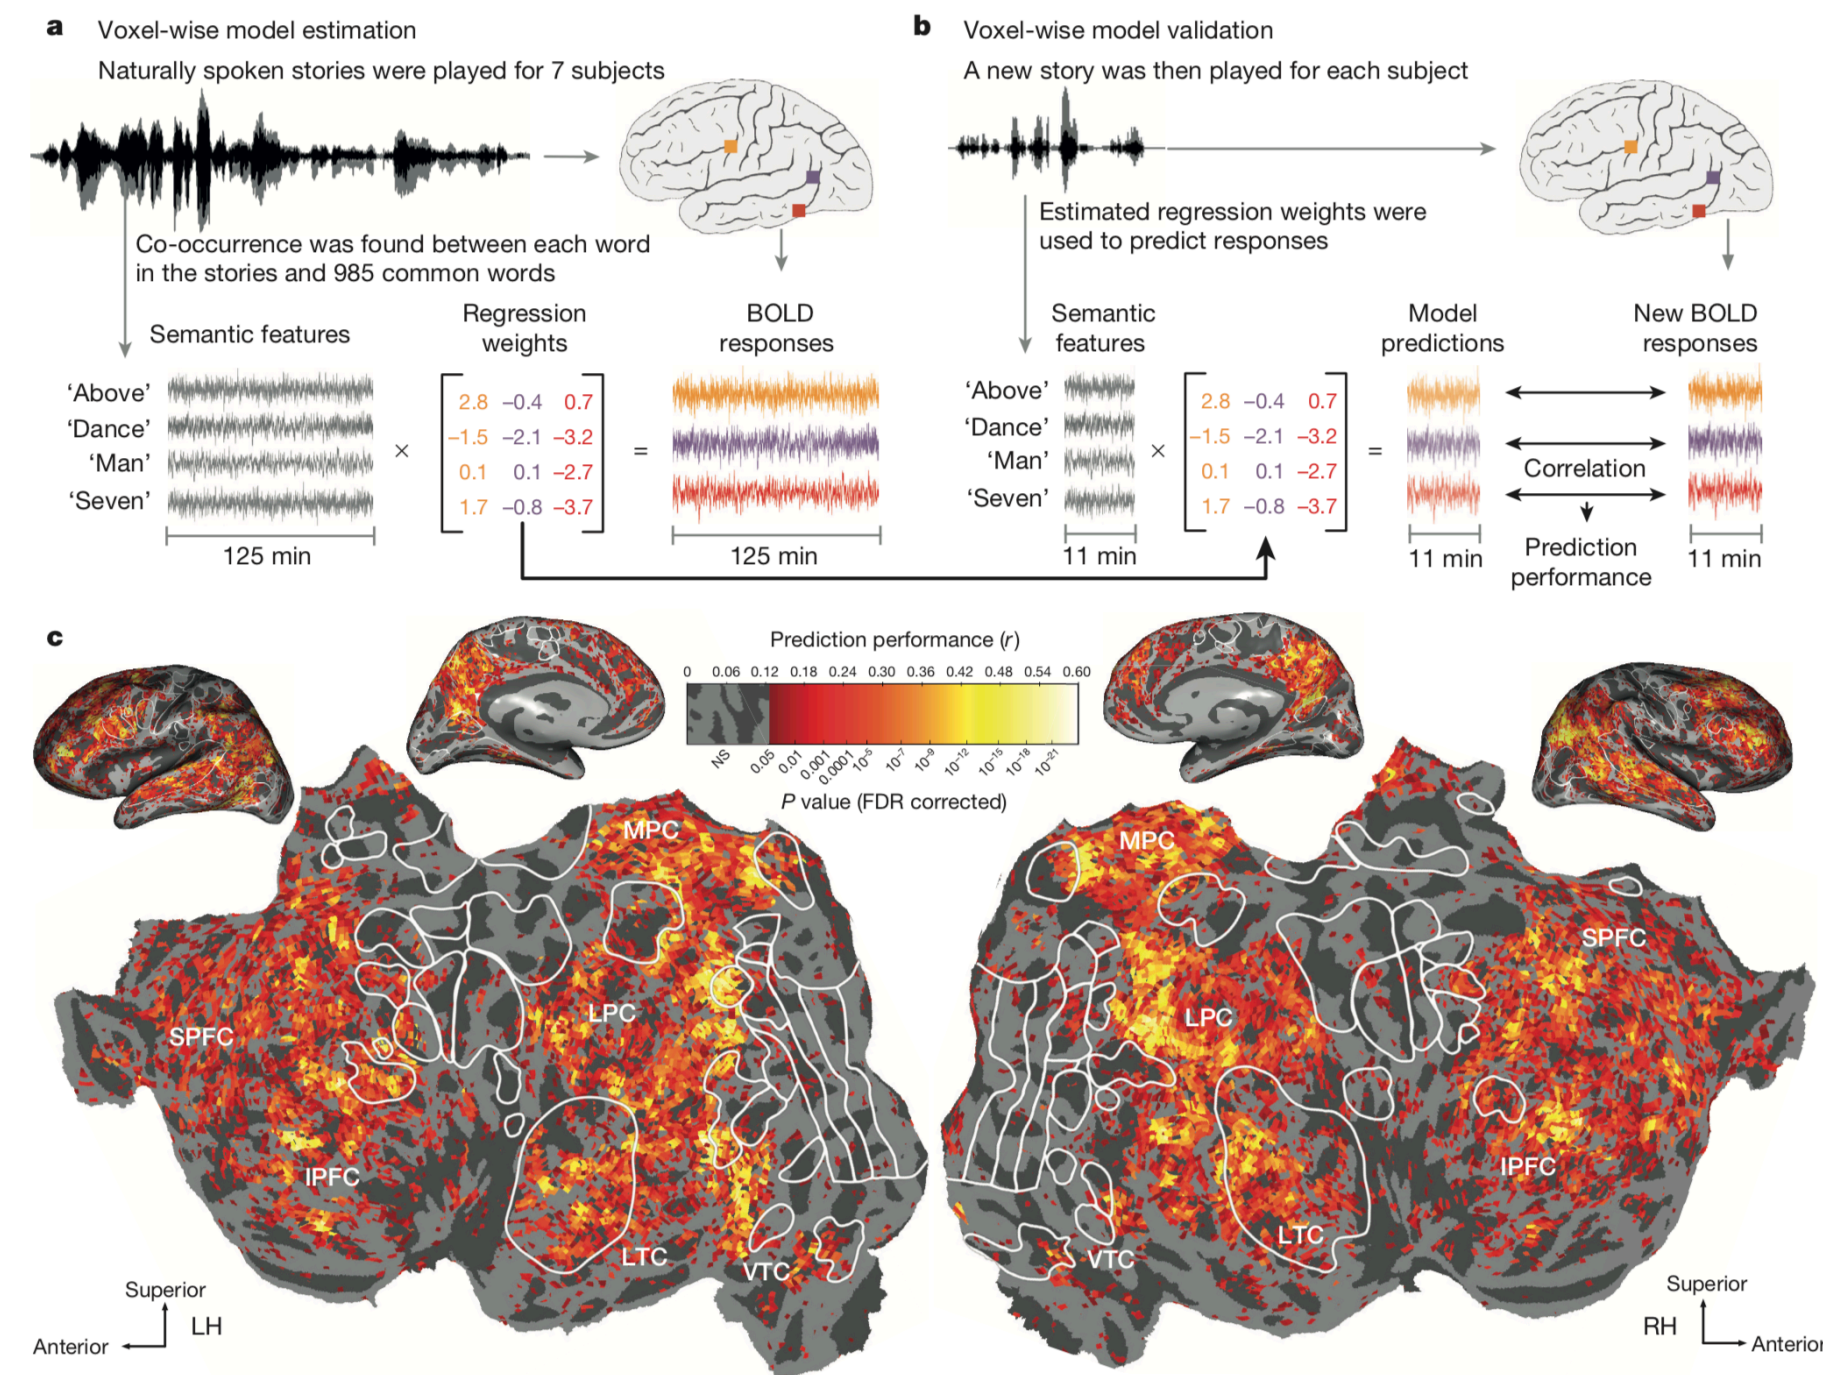 a Voxel-wise model estimation
Naturally spoken stories were played for 7 subjects
Co-occurrence was found between each word
in the stories and 985 common words
Semantic features
Regression
weights
BOLD
responses
‘Above’
‘Dance’
‘Man’
‘Seven’
2.8 –0.4 0.7
–1.5 –2.1 –3.2
0.1 0.1 –2.7
1.7 –0.8 –3.7
×
=
125 min
125 min
b Voxel-wise model validation
A new story was then played for each subject
Estimated regression weights were
used to predict responses
Semantic
features
Model
predictions
New BOLD
responses
‘Above’
‘Dance’
‘Man’
‘Seven’
×
2.8 –0.4 0.7
–1.5 –2.1 –3.2
0.1 0.1 –2.7
1.7 –0.8 –3.7
=
Correlation
Prediction
performance
11 min
11 min
11 min
c
Prediction performance (r)
0 0.06 0.12 0.18 0.24 0.30 0.36 0.42 0.48 0.54 0.60
NS 0.05 0.01 0.001 0.0001 10⁻⁵ 10⁻⁷ 10⁻⁹ 10⁻¹² 10⁻¹⁵ 10⁻¹⁸ 10⁻²¹
P value (FDR corrected)
MPC
SPFC
LPC
IPFC
LTC
VTC
Superior
Anterior
LH
MPC
SPFC
LPC
IPFC
LTC
VTC
Superior
RH
Anterior